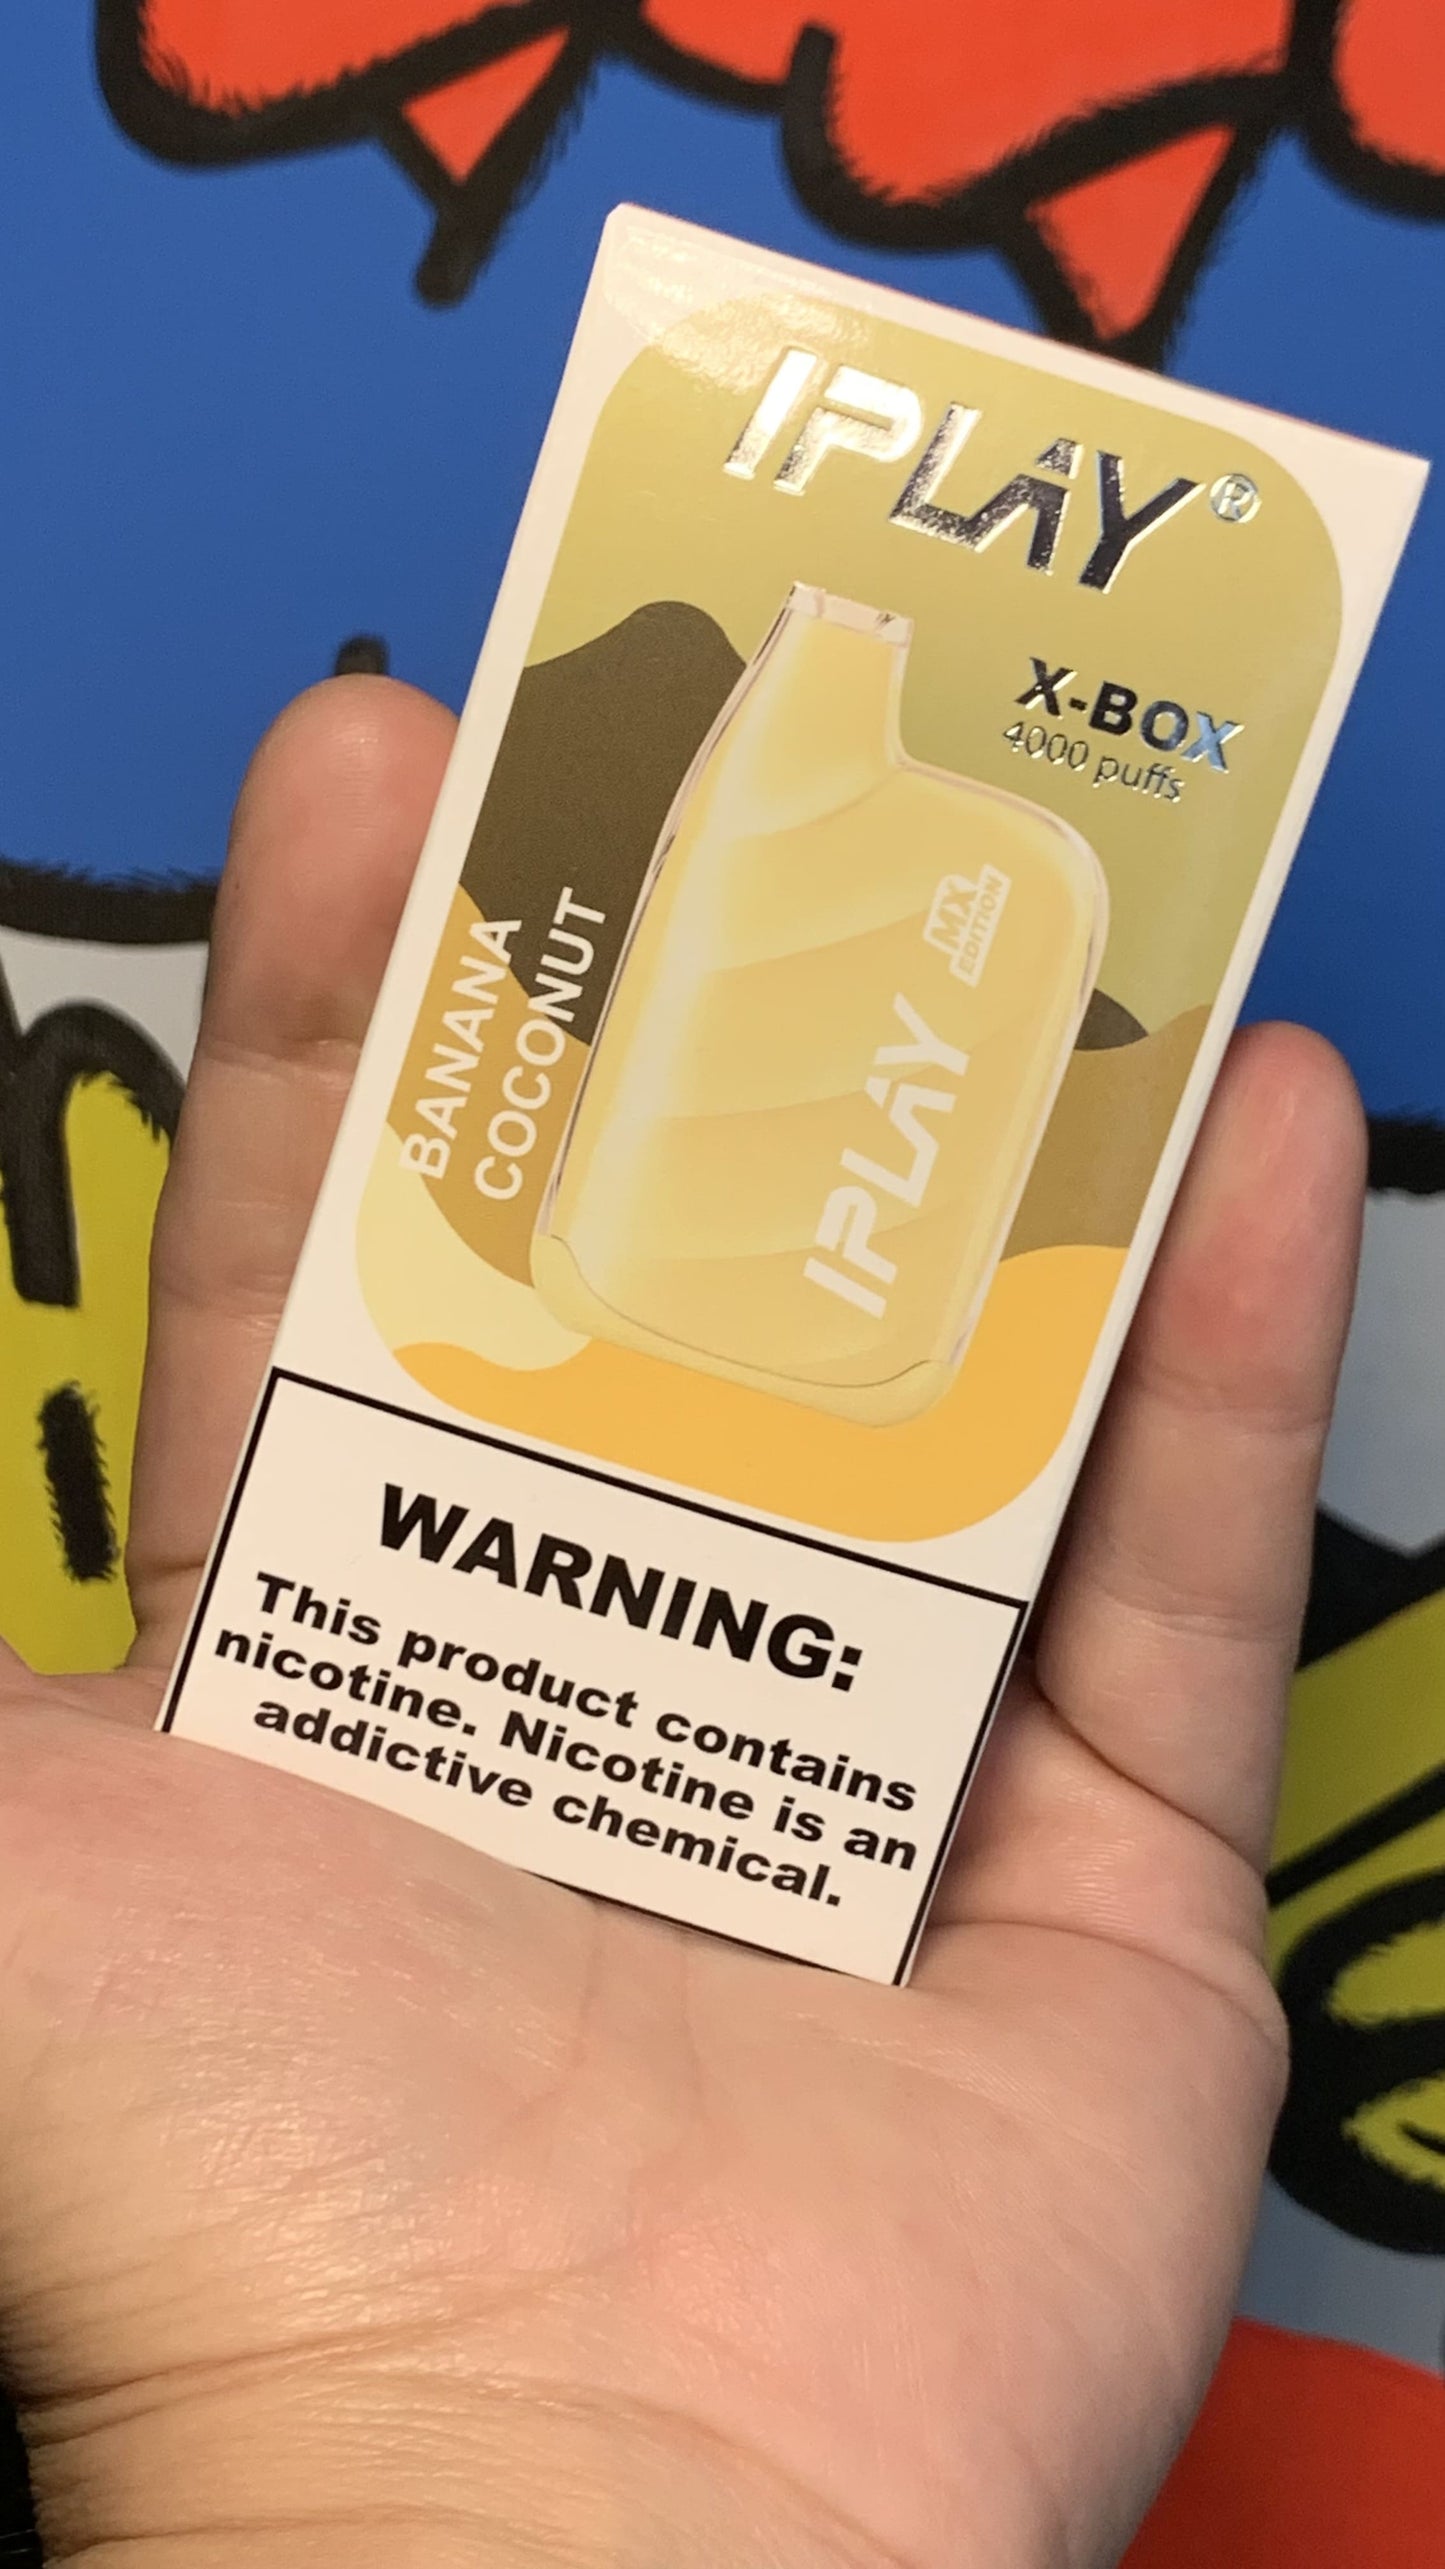 IPLAY®
X-BOX
4000 puffs
BANANA
COCONUT
MX
EDITION
IPLAY
WARNING:
This product contains
nicotine. Nicotine is an
addictive chemical.